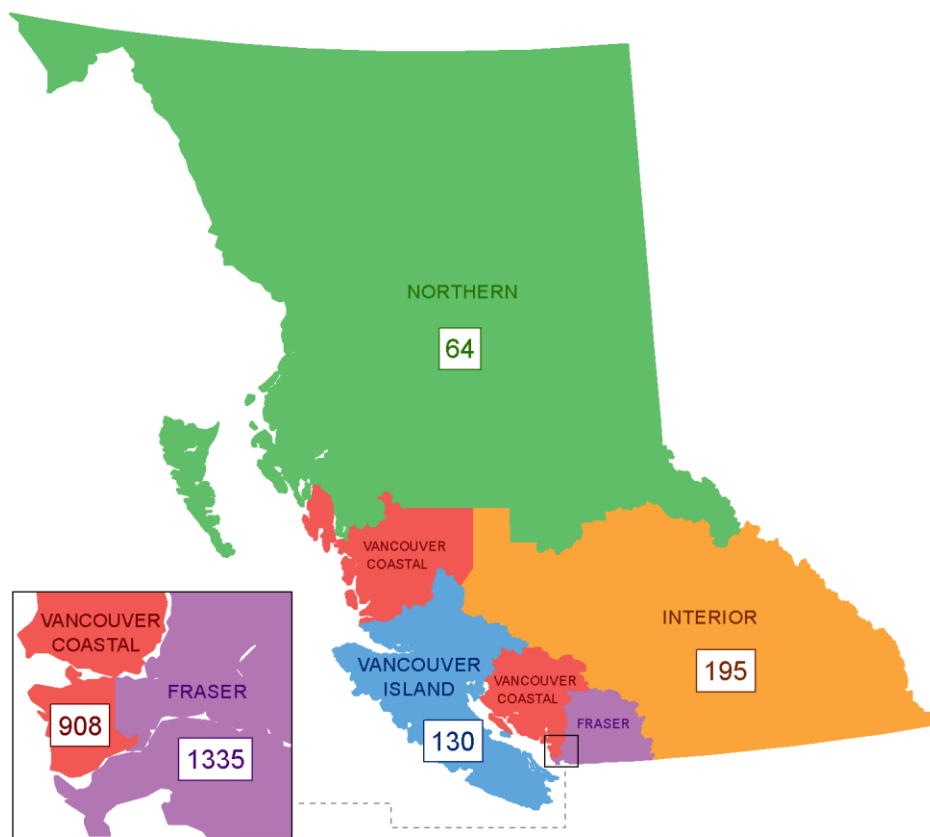 NORTHERN
64
VANCOUVER
COASTAL
INTERIOR
195
VANCOUVER
ISLAND
130
VANCOUVER
COASTAL
FRASER
VANCOUVER
COASTAL
FRASER
908
1335